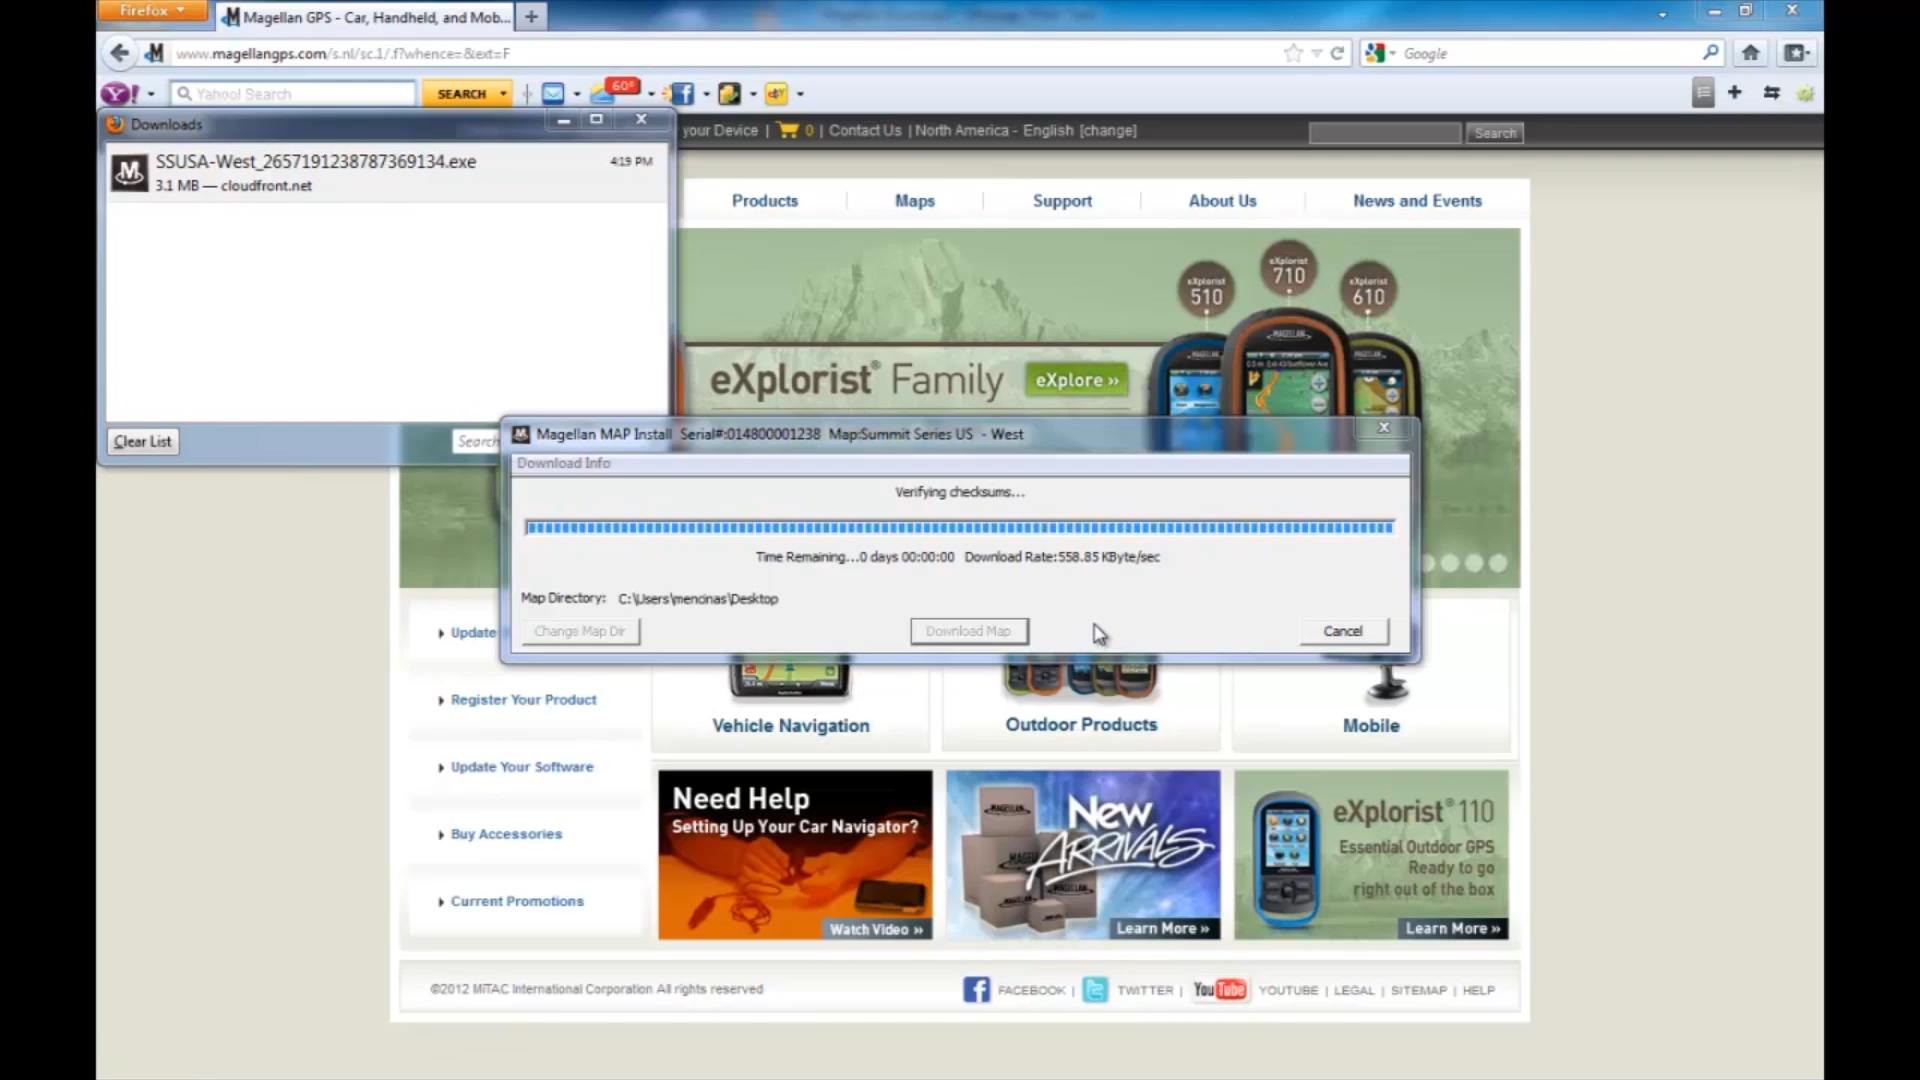 Firefox
Magellan GPS - Car, Handheld, and Mob...
www.magellangps.com/s.nl/sc.1/.f?whence=&ext=F
Google
Yahoo! Search
SEARCH
60°
Downloads
your Device | 0 | Contact Us | North America - English [change]
Search
SSUSA-West_2657191238787369134.exe
4:19 PM
3.1 MB — cloudfront.net
Clear List
Search
Products
Maps
Support
About Us
News and Events
eXplorist 510
eXplorist 710
eXplorist 610
MAGELLAN
eXplorist® Family
eXplore »
Magellan MAP Install Serial#:014800001238 Map:Summit Series US - West
Download Info
Verifying checksums...
Time Remaining...0 days 00:00:00 Download Rate:558.85 KByte/sec
Map Directory: C:\Users\mencinas\Desktop
Change Map Dir
Download Map
Cancel
Update
Register Your Product
Update Your Software
Buy Accessories
Current Promotions
Vehicle Navigation
Outdoor Products
Mobile
Need Help
Setting Up Your Car Navigator?
Watch Video »
New
ARRIVALS
MAGELLAN
Learn More »
eXplorist® 110
Essential Outdoor GPS
Ready to go
right out of the box
Learn More »
©2012 MiTAC International Corporation All rights reserved
FACEBOOK | TWITTER | YouTube YOUTUBE | LEGAL | SITEMAP | HELP